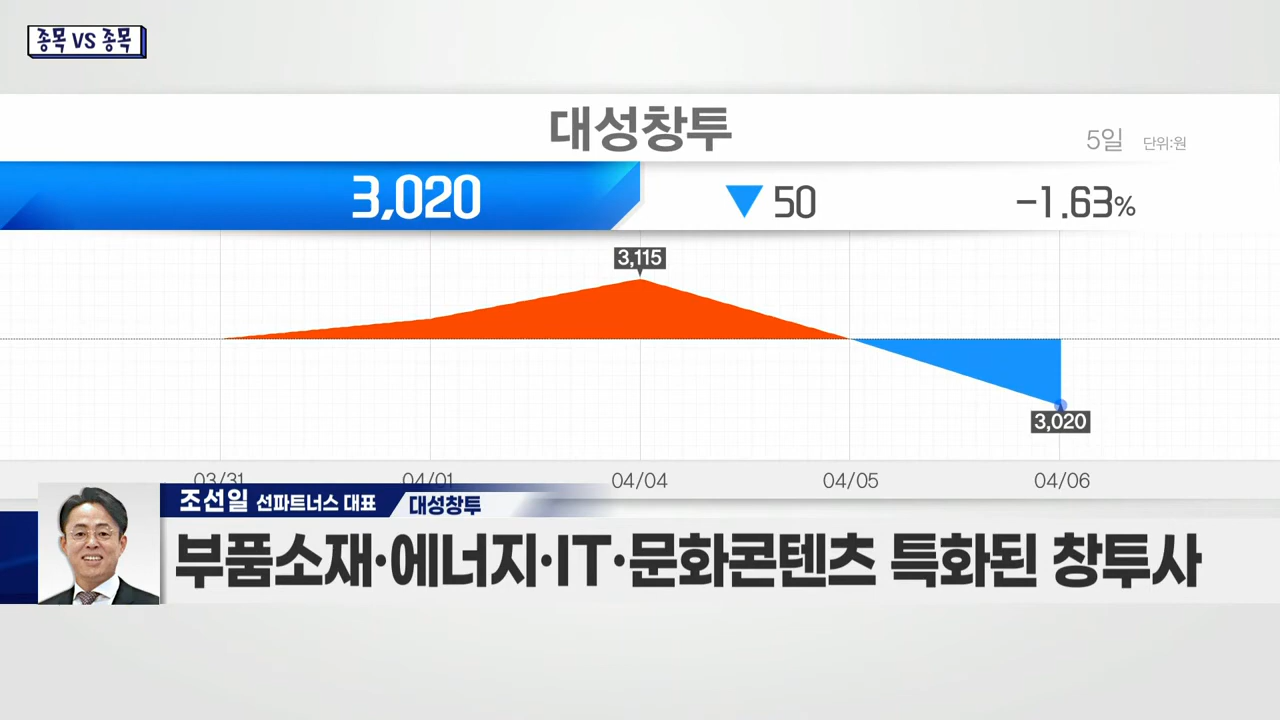 종목 VS 종목
대성창투
5일 단위:원
3,020 ▼50 -1.63%
3,115
3,020
03/31 04/01 04/04 04/05 04/06
조선일 선파트너스 대표 대성창투
부품소재·에너지·IT·문화콘텐츠 특화된 창투사